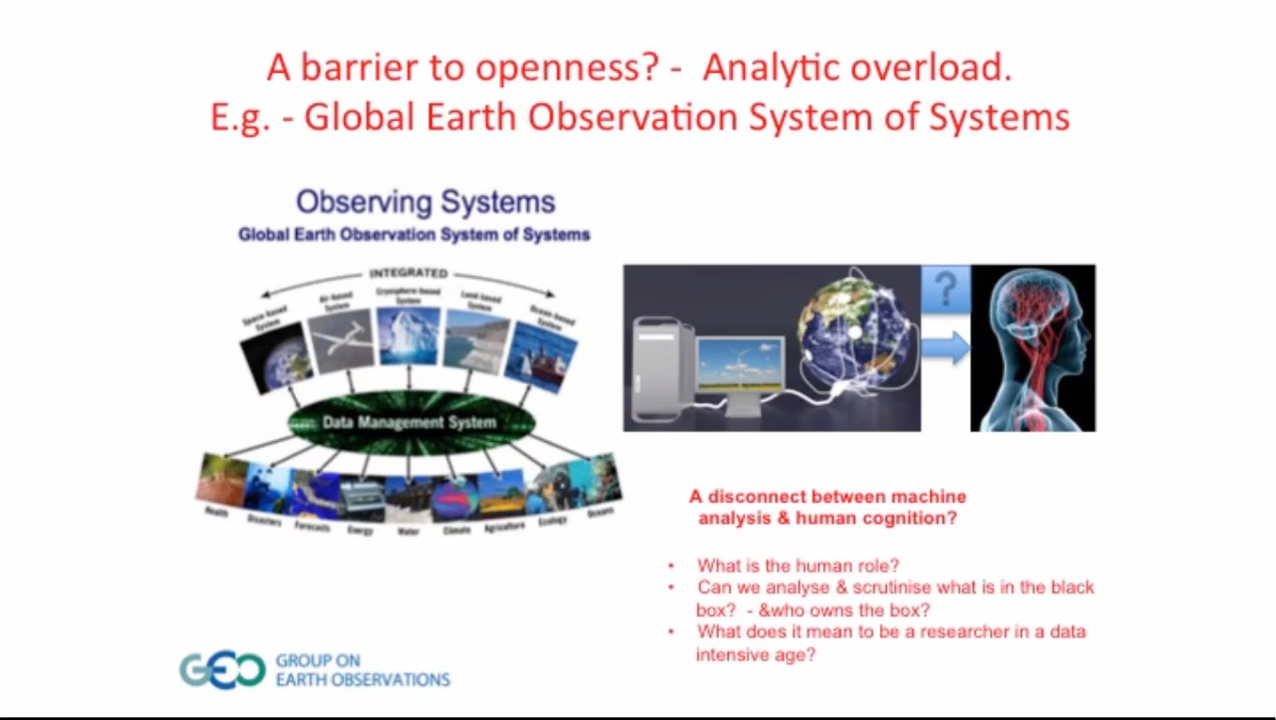 A barrier to openness? - Analytic overload.
E.g. - Global Earth Observation System of Systems
Observing Systems
Global Earth Observation System of Systems
INTEGRATED
Space-based
System
Air-based
System
Cryosphere-based
System
Land-based
System
Ocean-based
System
Data Management System
Health
Disasters
Forecasts
Energy
Water
Climate
Agriculture
Ecology
Oceans
?
A disconnect between machine
analysis & human cognition?
• What is the human role?
• Can we analyse & scrutinise what is in the black
box? - &who owns the box?
• What does it mean to be a researcher in a data
intensive age?
GEO
GROUP ON
EARTH OBSERVATIONS